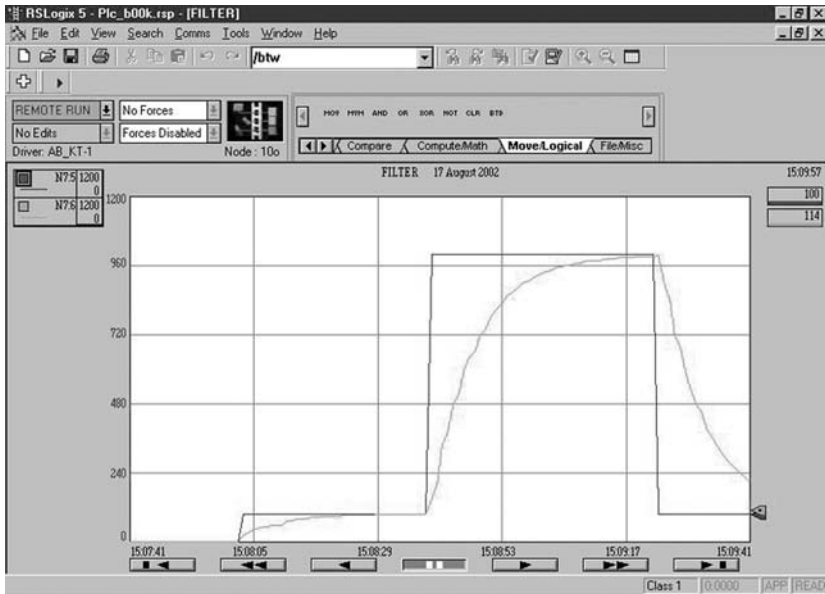 RSLogix 5 - Plc_b00k.rsp - [FILTER]
File Edit View Search Comms Tools Window Help
/btw
REMOTE RUN No Forces
No Edits Forces Disabled
Driver: AB_KT-1 Node : 10o
MOV MVM AND OR XOR NOT CLR BTD
Compare Compute/Math Move/Logical File/Misc
FILTER 17 August 2002 15:09:57
N7:5 1200
0
N7:6 1200
0
100
114
1200
960
720
480
240
0
15:07:41 15:08:05 15:08:29 15:08:53 15:09:17 15:09:41
Class 1 0:0000 APP READ